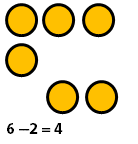 6 –2 = 4